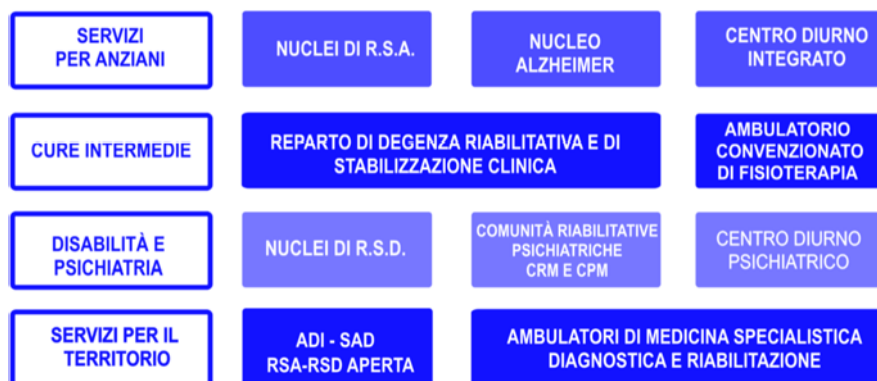 SERVIZI
PER ANZIANI
NUCLEI DI R.S.A.
NUCLEO
ALZHEIMER
CENTRO DIURNO
INTEGRATO
CURE INTERMEDIE
REPARTO DI DEGENZA RIABILITATIVA E DI
STABILIZZAZIONE CLINICA
AMBULATORIO
CONVENZIONATO
DI FISIOTERAPIA
DISABILITÀ E
PSICHIATRIA
NUCLEI DI R.S.D.
COMUNITÀ RIABILITATIVE
PSICHIATRICHE
CRM E CPM
CENTRO DIURNO
PSICHIATRICO
SERVIZI PER IL
TERRITORIO
ADI - SAD
RSA-RSD APERTA
AMBULATORI DI MEDICINA SPECIALISTICA
DIAGNOSTICA E RIABILITAZIONE